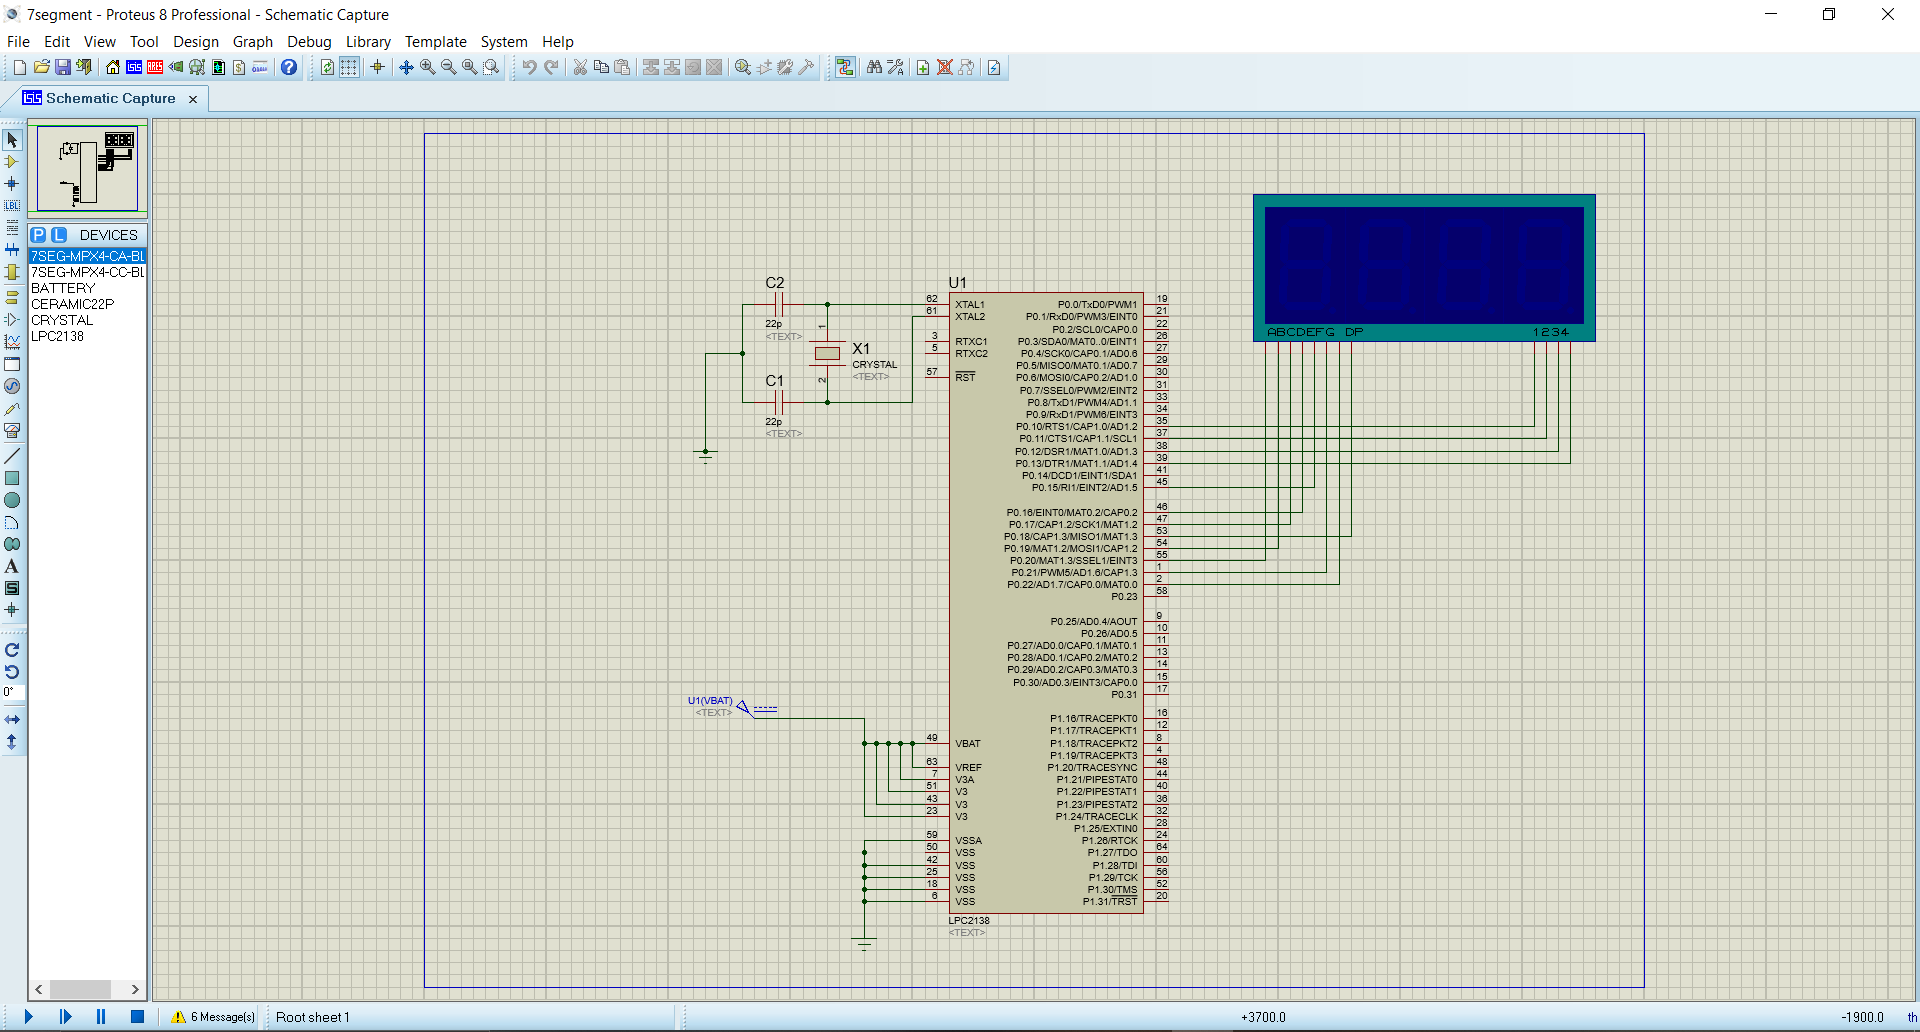 7segment - Proteus 8 Professional - Schematic Capture
File Edit View Tool Design Graph Debug Library Template System Help
ISIS ARES
ISIS Schematic Capture
LBL
P L DEVICES
7SEG-MPX4-CA-BL
7SEG-MPX4-CC-BL
BATTERY
CERAMIC22P
CRYSTAL
LPC2138
A
S
0°
C2
22p
<TEXT>
C1
22p
<TEXT>
1
2
X1
CRYSTAL
<TEXT>
U1
62 XTAL1
61 XTAL2
3 RTXC1
5 RTXC2
57 RST
U1(VBAT)
<TEXT>
49 VBAT
63 VREF
7 V3A
51 V3
43 V3
23 V3
59 VSSA
50 VSS
42 VSS
25 VSS
18 VSS
6 VSS
P0.0/TxD0/PWM1 19
P0.1/RxD0/PWM3/EINT0 21
P0.2/SCL0/CAP0.0 22
P0.3/SDA0/MAT0..0/EINT1 26
P0.4/SCK0/CAP0.1/AD0.6 27
P0.5/MISO0/MAT0.1/AD0.7 29
P0.6/MOSI0/CAP0.2/AD1.0 30
P0.7/SSEL0/PWM2/EINT2 31
P0.8/TxD1/PWM4/AD1.1 33
P0.9/RxD1/PWM6/EINT3 34
P0.10/RTS1/CAP1.0/AD1.2 35
P0.11/CTS1/CAP1.1/SCL1 37
P0.12/DSR1/MAT1.0/AD1.3 38
P0.13/DTR1/MAT1.1/AD1.4 39
P0.14/DCD1/EINT1/SDA1 41
P0.15/RI1/EINT2/AD1.5 45
P0.16/EINT0/MAT0.2/CAP0.2 46
P0.17/CAP1.2/SCK1/MAT1.2 47
P0.18/CAP1.3/MISO1/MAT1.3 53
P0.19/MAT1.2/MOSI1/CAP1.2 54
P0.20/MAT1.3/SSEL1/EINT3 55
P0.21/PWM5/AD1.6/CAP1.3 1
P0.22/AD1.7/CAP0.0/MAT0.0 2
P0.23 58
P0.25/AD0.4/AOUT 9
P0.26/AD0.5 10
P0.27/AD0.0/CAP0.1/MAT0.1 11
P0.28/AD0.1/CAP0.2/MAT0.2 13
P0.29/AD0.2/CAP0.3/MAT0.3 14
P0.30/AD0.3/EINT3/CAP0.0 15
P0.31 17
P1.16/TRACEPKT0 16
P1.17/TRACEPKT1 12
P1.18/TRACEPKT2 8
P1.19/TRACEPKT3 4
P1.20/TRACESYNC 48
P1.21/PIPESTAT0 44
P1.22/PIPESTAT1 40
P1.23/PIPESTAT2 36
P1.24/TRACECLK 32
P1.25/EXTIN0 28
P1.26/RTCK 24
P1.27/TDO 64
P1.28/TDI 60
P1.29/TCK 56
P1.30/TMS 52
P1.31/TRST 20
LPC2138
<TEXT>
ABCDEFG DP 1234
6 Message(s) Root sheet 1 +3700.0 -1900.0 th